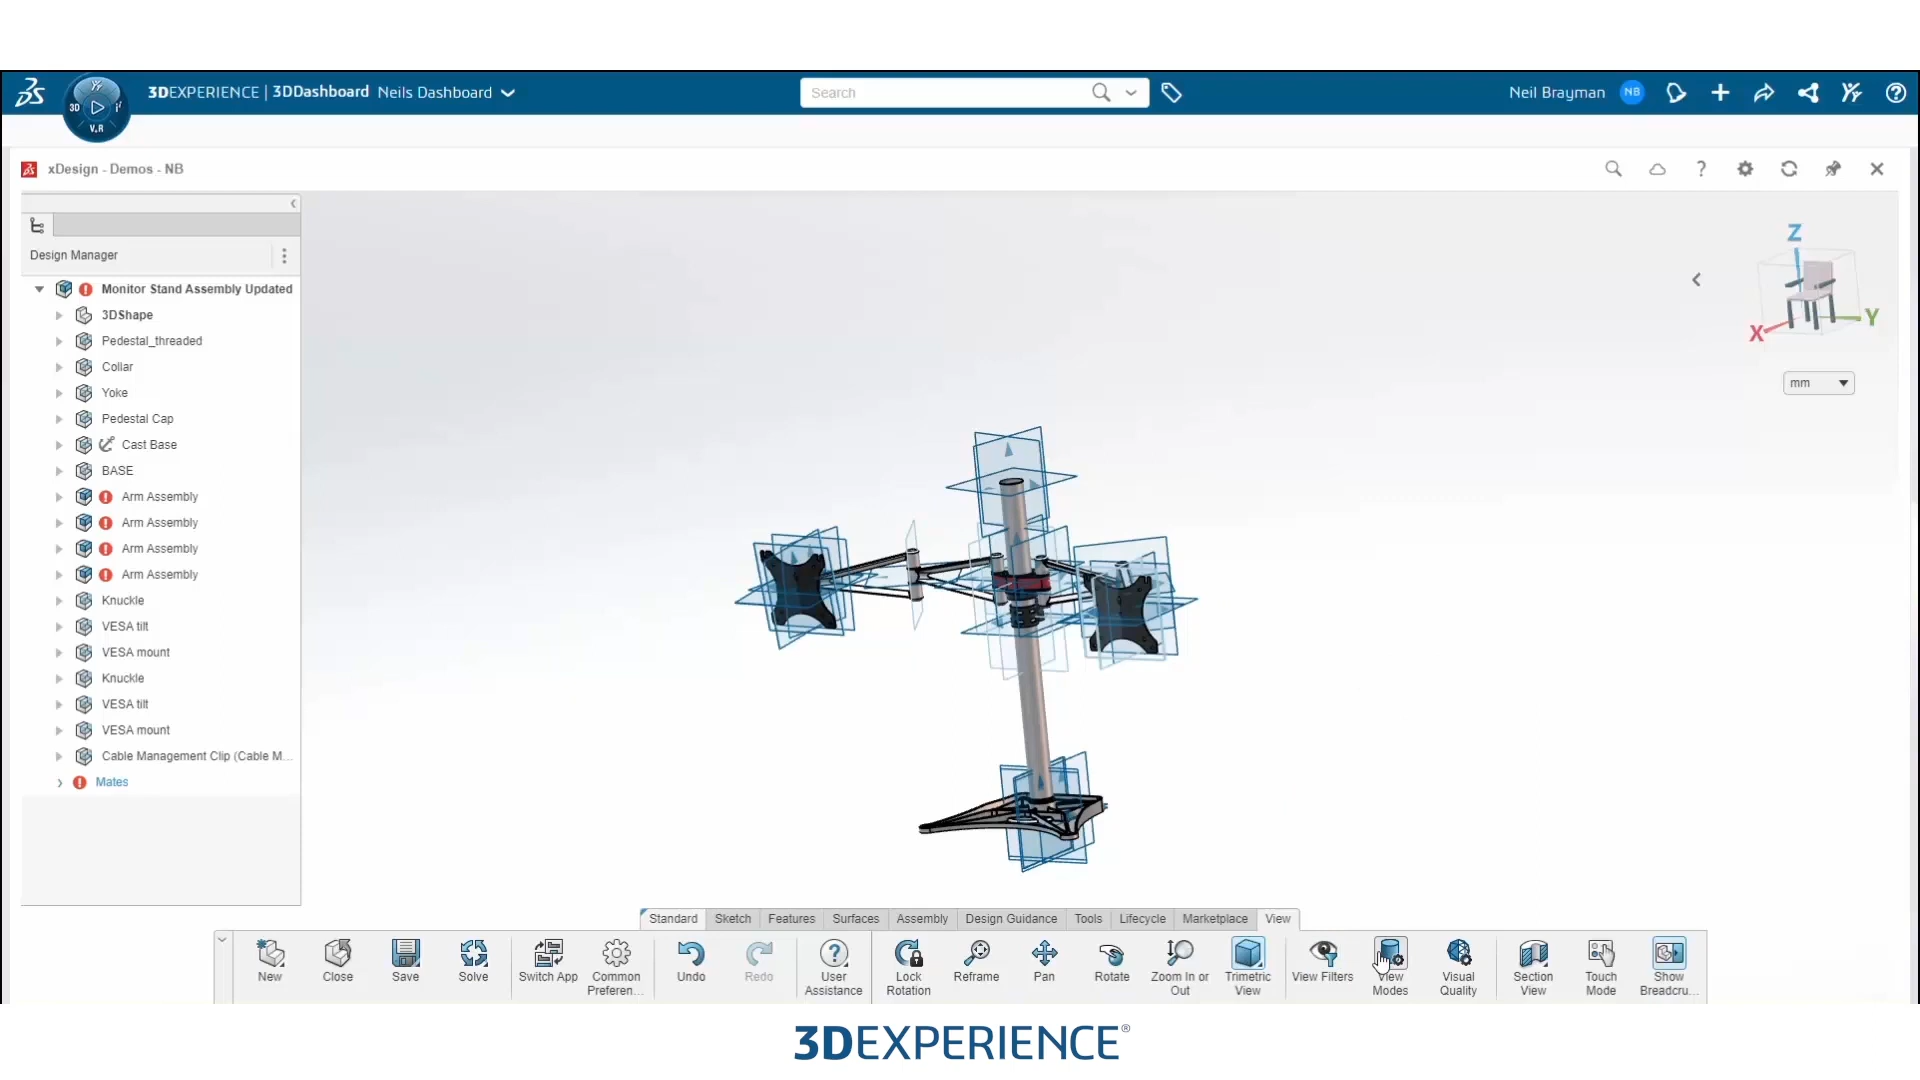 3DEXPERIENCE | 3DDashboard Neils Dashboard
Search
Neil Brayman NB
3D
V,R
xDesign - Demos - NB
Design Manager
Monitor Stand Assembly Updated
3DShape
Pedestal_threaded
Collar
Yoke
Pedestal Cap
Cast Base
BASE
Arm Assembly
Arm Assembly
Arm Assembly
Arm Assembly
Knuckle
VESA tilt
VESA mount
Knuckle
VESA tilt
VESA mount
Cable Management Clip (Cable M...
Mates
Z
X
Y
mm
Standard Sketch Features Surfaces Assembly Design Guidance Tools Lifecycle Marketplace View
New
Close
Save
Solve
Switch App
Common
Preferen...
Undo
Redo
User
Assistance
Lock
Rotation
Reframe
Pan
Rotate
Zoom In or
Out
Trimetric
View
View Filters
View
Modes
Visual
Quality
Section
View
Touch
Mode
Show
Breadcru...
3DEXPERIENCE®